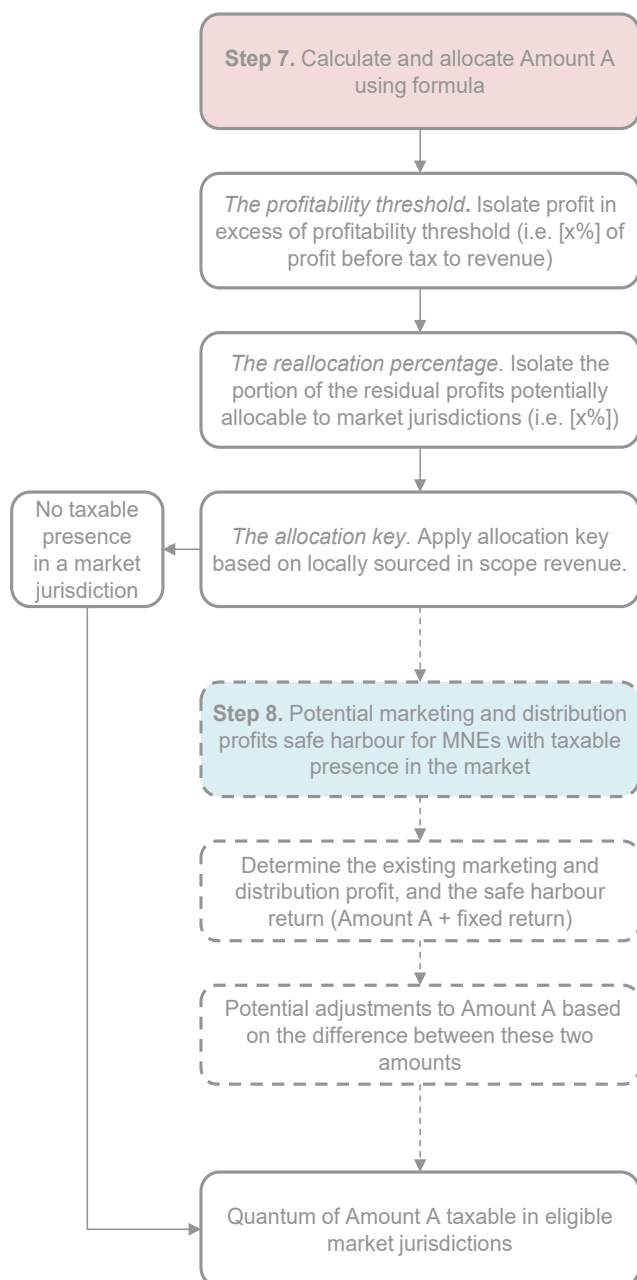 Step 7. Calculate and allocate Amount A
using formula
The profitability threshold. Isolate profit in
excess of profitability threshold (i.e. [x%] of
profit before tax to revenue)
The reallocation percentage. Isolate the
portion of the residual profits potentially
allocable to market jurisdictions (i.e. [x%])
No taxable
presence
in a market
jurisdiction
The allocation key. Apply allocation key
based on locally sourced in scope revenue.
Step 8. Potential marketing and distribution
profits safe harbour for MNEs with taxable
presence in the market
Determine the existing marketing and
distribution profit, and the safe harbour
return (Amount A + fixed return)
Potential adjustments to Amount A based
on the difference between these two
amounts
Quantum of Amount A taxable in eligible
market jurisdictions